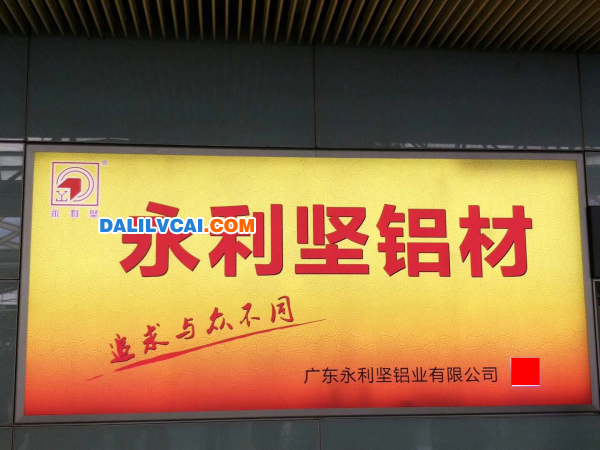 永利坚
®
DALILVCAI.COM
永利坚铝材
追求与众不同
广东永利坚铝业有限公司